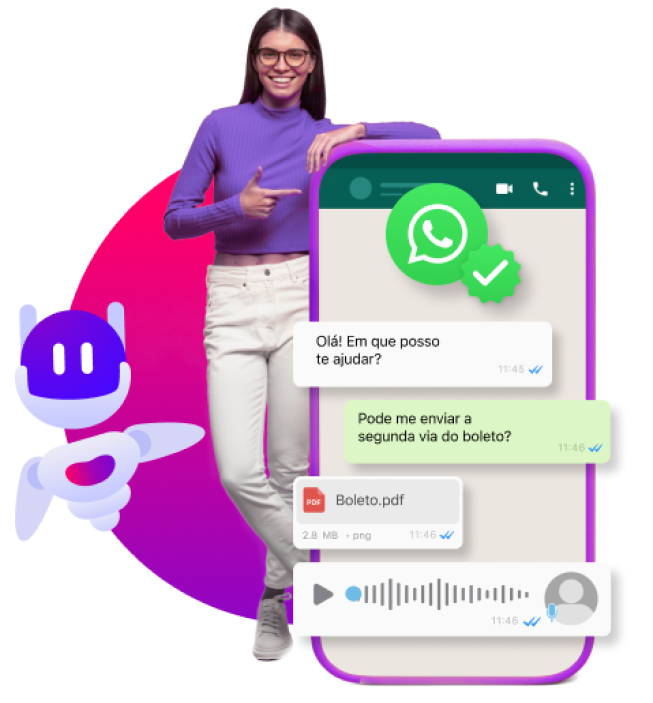 Olá! Em que posso
te ajudar?
11:45
Pode me enviar a
segunda via do boleto?
11:46
PDF
Boleto.pdf
2.8 MB • png
11:46
11:46